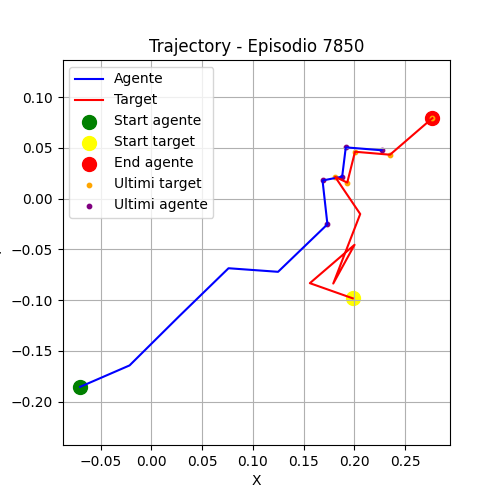 Trajectory - Episodio 7850
Agente
Target
Start agente
Start target
End agente
Ultimi target
Ultimi agente
0.10
0.05
0.00
−0.05
−0.10
−0.15
−0.20
−0.05
0.00
0.05
0.10
0.15
0.20
0.25
X